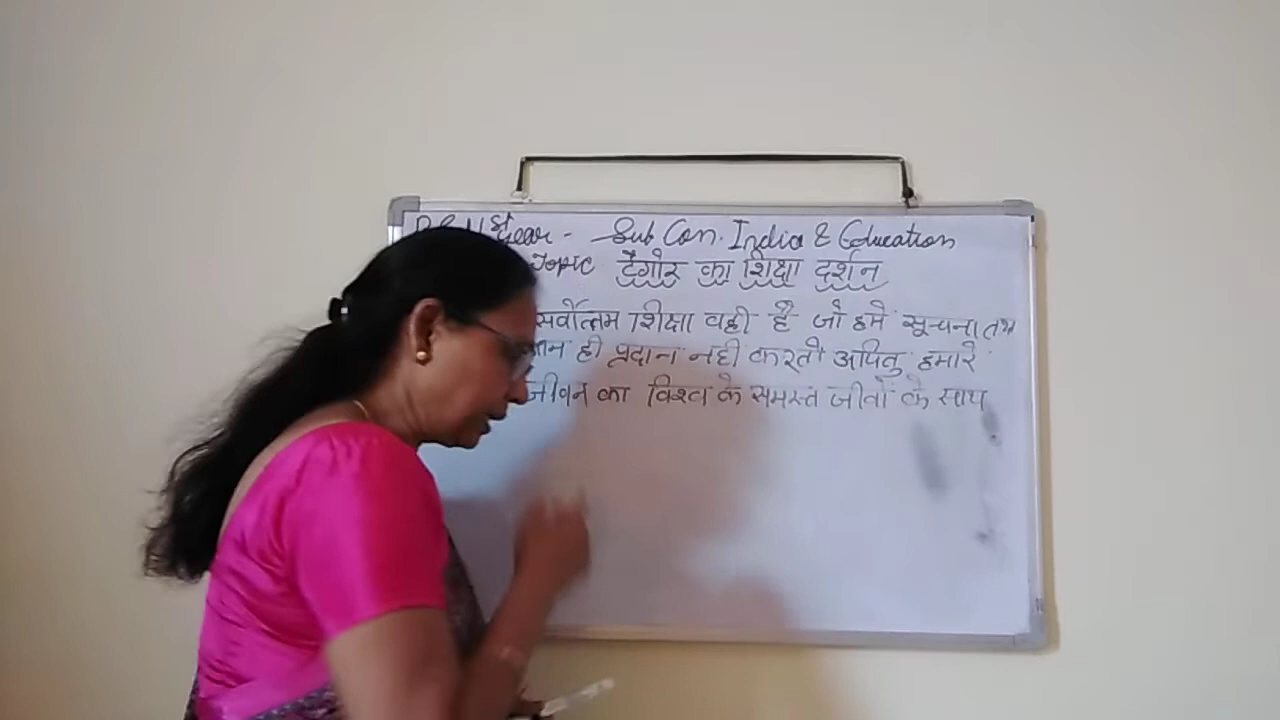 st Year - Sub Con. India & Education
Topic टैगोर का शिक्षा दर्शन
सर्वोत्तम शिक्षा वही है जो हमें सूचना तथा
ज्ञान ही प्रदान नही करती अपितु हमारे
जीवन का विश्व के समस्त जीवों के साथ